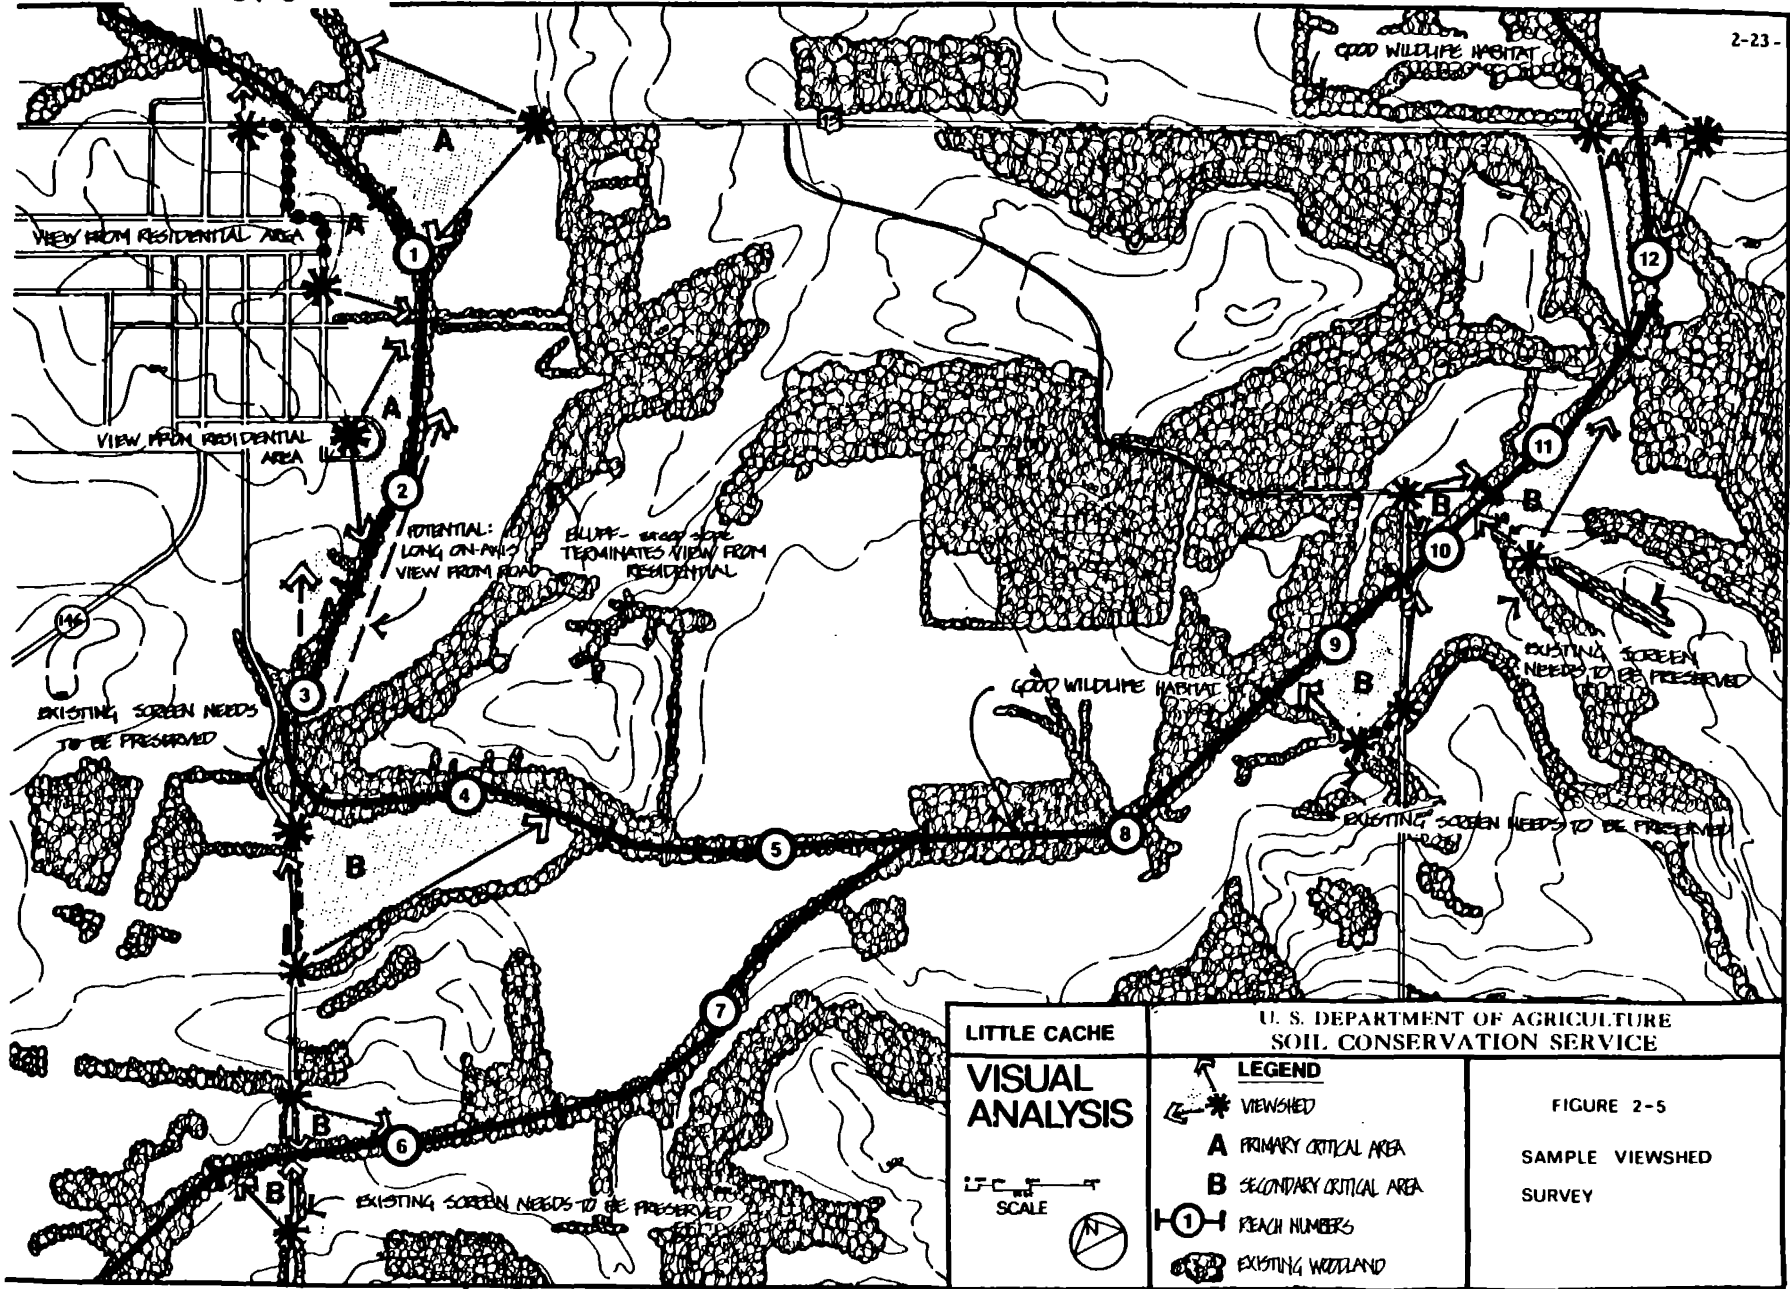 2-23-
GOOD WILDLIFE HABITAT
A
A
A
VIEW FROM RESIDENTIAL AREA
A
1
12
A
VIEW FROM RESIDENTIAL
AREA
2
11
B
B
10
POTENTIAL:
LONG ON-AXIS
VIEW FROM ROAD
BLUFF - steep slope
TERMINATES VIEW FROM
RESIDENTIAL
A
146
9
B
EXISTING SCREEN
NEEDS TO BE PRESERVED
3
GOOD WILDLIFE HABITAT
EXISTING SCREEN NEEDS
TO BE PRESERVED
4
5
8
EXISTING SCREEN NEEDS TO BE PRESERVED
B
7
B
6
B
EXISTING SCREEN NEEDS TO BE PRESERVED
LITTLE CACHE
U. S. DEPARTMENT OF AGRICULTURE
SOIL CONSERVATION SERVICE
VISUAL
ANALYSIS
SCALE
N
LEGEND
VIEWSHED
A PRIMARY CRITICAL AREA
B SECONDARY CRITICAL AREA
1 REACH NUMBERS
EXISTING WOODLAND
FIGURE 2-5
SAMPLE VIEWSHED
SURVEY